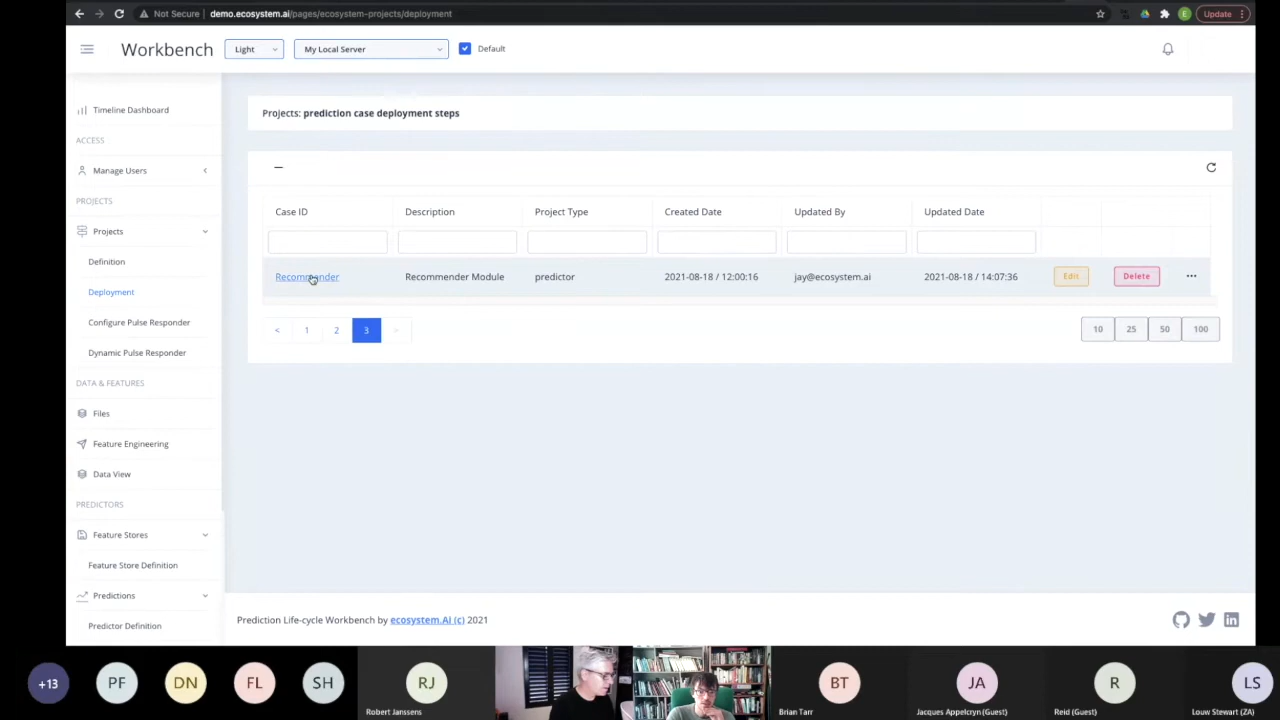 Not Secure | demo.ecosystem.ai/pages/ecosystem-projects/deployment
E
Update
Workbench
Light
My Local Server
Default
Timeline Dashboard
ACCESS
Manage Users
PROJECTS
Projects
Definition
Deployment
Configure Pulse Responder
Dynamic Pulse Responder
DATA & FEATURES
Files
Feature Engineering
Data View
PREDICTORS
Feature Stores
Feature Store Definition
Predictions
Predictor Definition
Projects: prediction case deployment steps
Case ID Description Project Type Created Date Updated By Updated Date
Recommender Recommender Module predictor 2021-08-18 / 12:00:16 jay@ecosystem.ai 2021-08-18 / 14:07:36 Edit Delete ...
< 1 2 3 >
10 25 50 100
Prediction Life-cycle Workbench by ecosystem.Ai (c) 2021
+13 PF DN FL SH RJ BT JA R LS
Robert Janssens Brian Tarr Jacques Appelcryn (Guest) Reid (Guest) Louw Stewart (ZA)